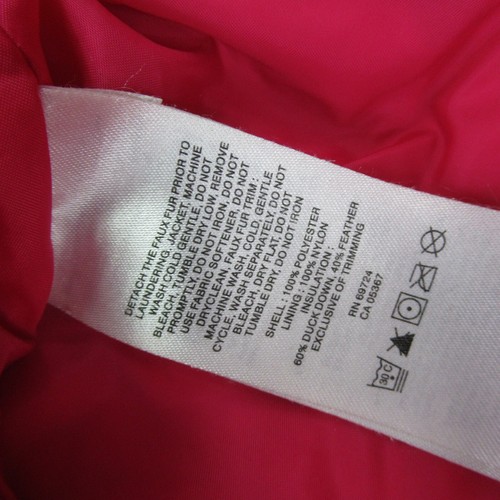 DETACH THE FAUX FUR PRIOR TO
LAUNDERING. JACKET, MACHINE
WASH COLD GENTLE, DO NOT
BLEACH, TUMBLE DRY LOW, REMOVE
PROMPTLY, DO NOT IRON, DO NOT
USE FABRIC SOFTENER, DO NOT
DRYCLEAN. FAUX FUR TRIM :
MACHINE WASH, COLD, GENTLE
CYCLE, WASH SEPARATELY, DO NOT
TUMBLE DRY, DRY FLAT, DO NOT
BLEACH, DO NOT IRON
SHELL : 100% POLYESTER
LINING : 100% NYLON
INSULATION :
60% DUCK DOWN, 40% FEATHER
EXCLUSIVE OF TRIMMING
RN 69724
CA 05367
30 C